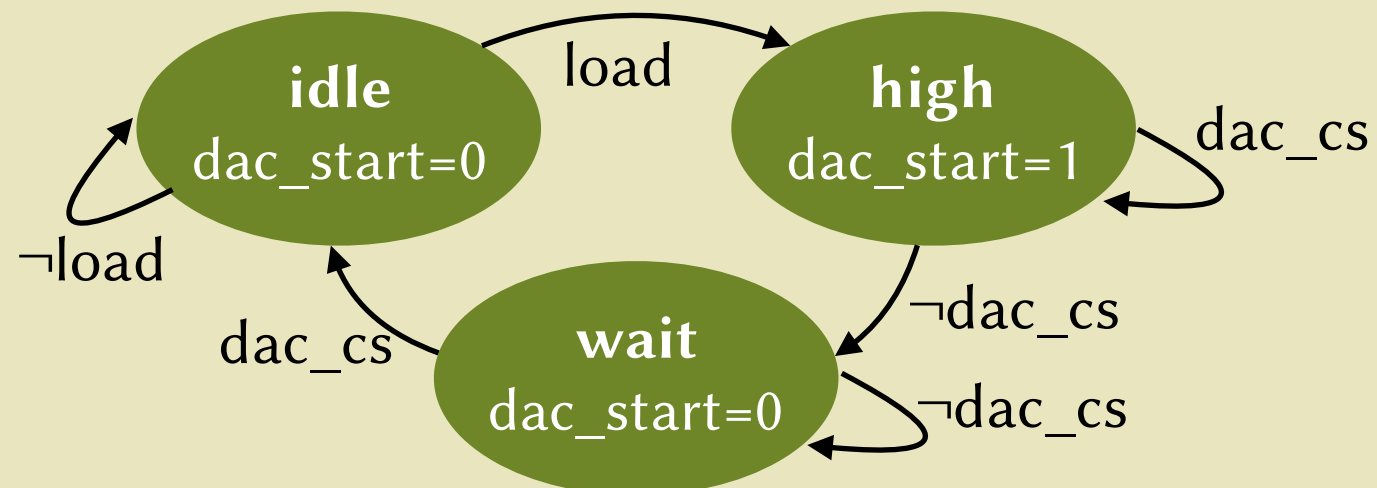 idle
dac_start=0
load
high
dac_start=1
dac_cs
¬load
dac_cs
wait
dac_start=0
¬dac_cs
¬dac_cs